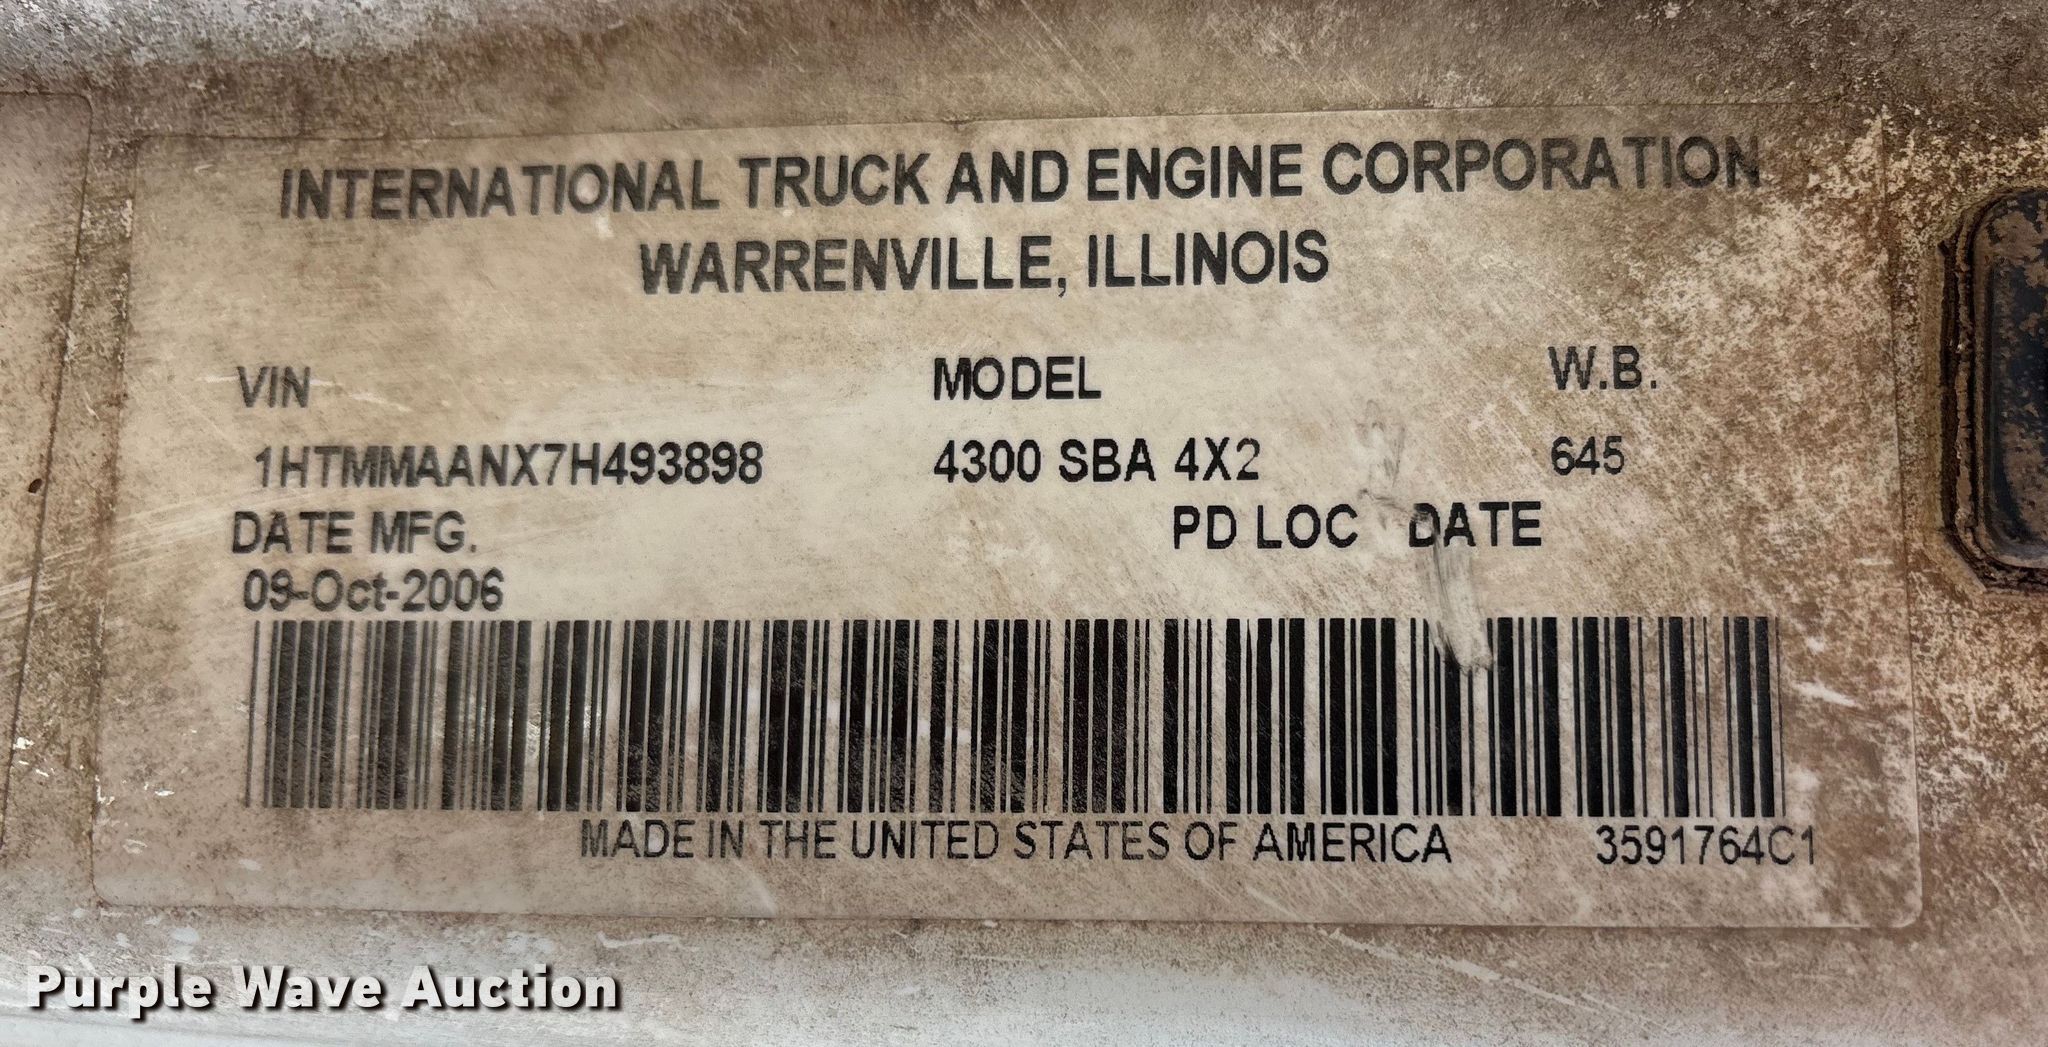 INTERNATIONAL TRUCK AND ENGINE CORPORATION
WARRENVILLE, ILLINOIS
VIN MODEL W.B.
1HTMMAANX7H493898 4300 SBA 4X2 645
DATE MFG. PD LOC DATE
09-Oct-2006
MADE IN THE UNITED STATES OF AMERICA 3591764C1
Purple Wave Auction